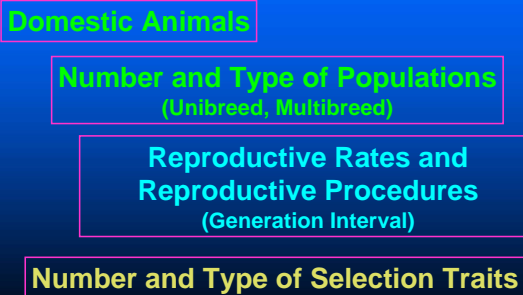 Domestic Animals
Number and Type of Populations
(Unibreed, Multibreed)
Reproductive Rates and
Reproductive Procedures
(Generation Interval)
Number and Type of Selection Traits